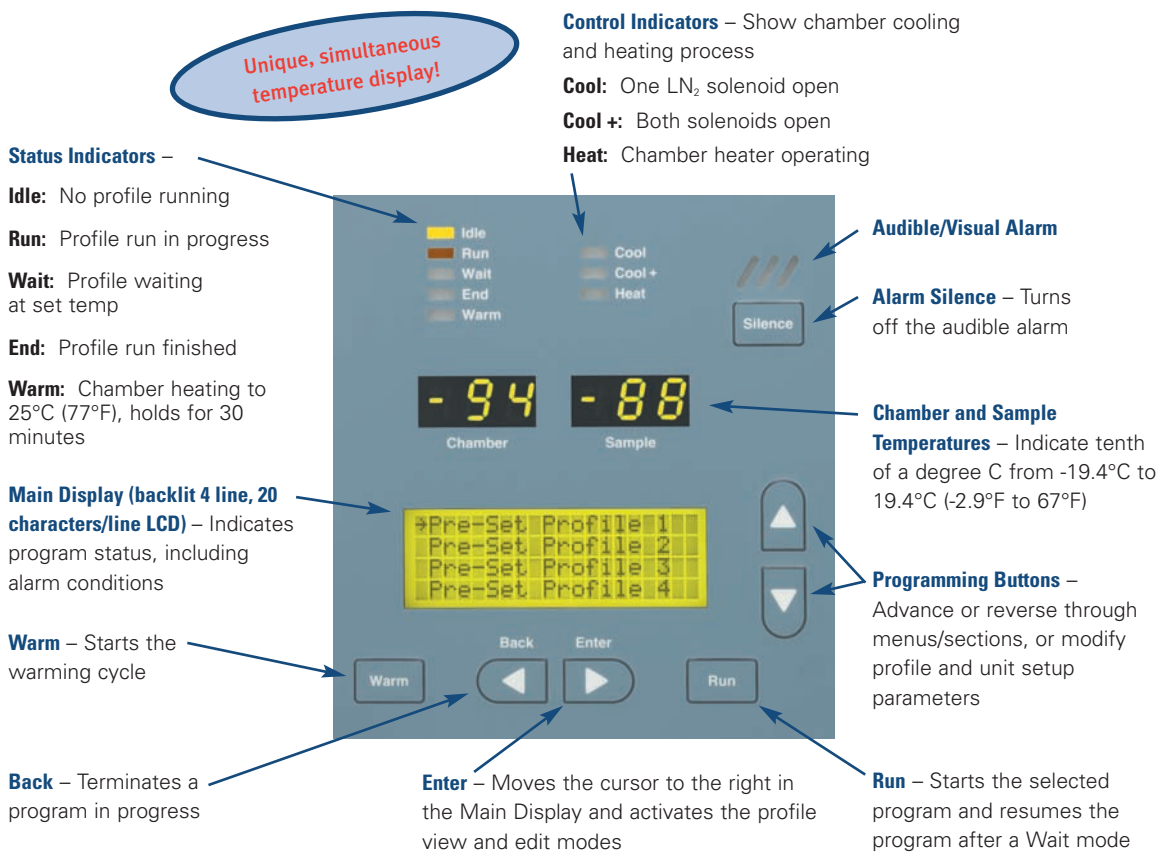 Unique, simultaneous
temperature display!
Control Indicators – Show chamber cooling
and heating process
Cool: One LN₂ solenoid open
Cool +: Both solenoids open
Heat: Chamber heater operating
Status Indicators –
Idle: No profile running
Run: Profile run in progress
Wait: Profile waiting
at set temp
End: Profile run finished
Warm: Chamber heating to
25°C (77°F), holds for 30
minutes
Main Display (backlit 4 line, 20
characters/line LCD) – Indicates
program status, including
alarm conditions
Warm – Starts the
warming cycle
Back – Terminates a
program in progress
Idle
Run
Wait
End
Warm
Cool
Cool +
Heat
Silence
- 94
Chamber
- 88
Sample
→Pre-Set Profile 1
Pre-Set Profile 2
Pre-Set Profile 3
Pre-Set Profile 4
Back
Enter
Warm
Run
Audible/Visual Alarm
Alarm Silence – Turns
off the audible alarm
Chamber and Sample
Temperatures – Indicate tenth
of a degree C from -19.4°C to
19.4°C (-2.9°F to 67°F)
Programming Buttons –
Advance or reverse through
menus/sections, or modify
profile and unit setup
parameters
Enter – Moves the cursor to the right in
the Main Display and activates the profile
view and edit modes
Run – Starts the selected
program and resumes the
program after a Wait mode